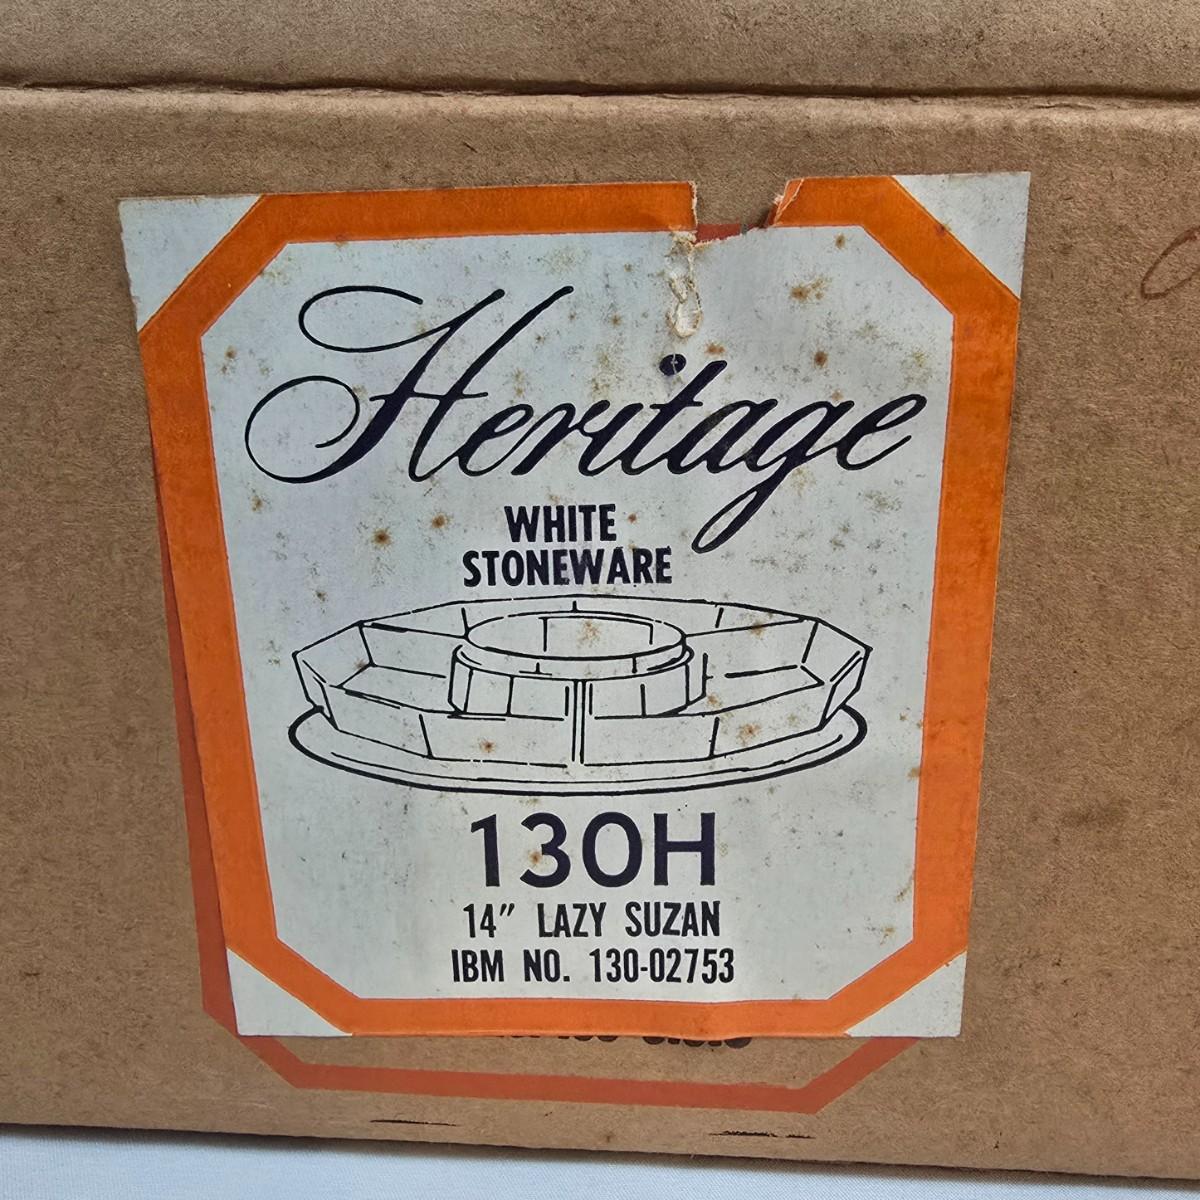 Heritage
WHITE
STONEWARE
130H
14" LAZY SUZAN
IBM NO. 130-02753